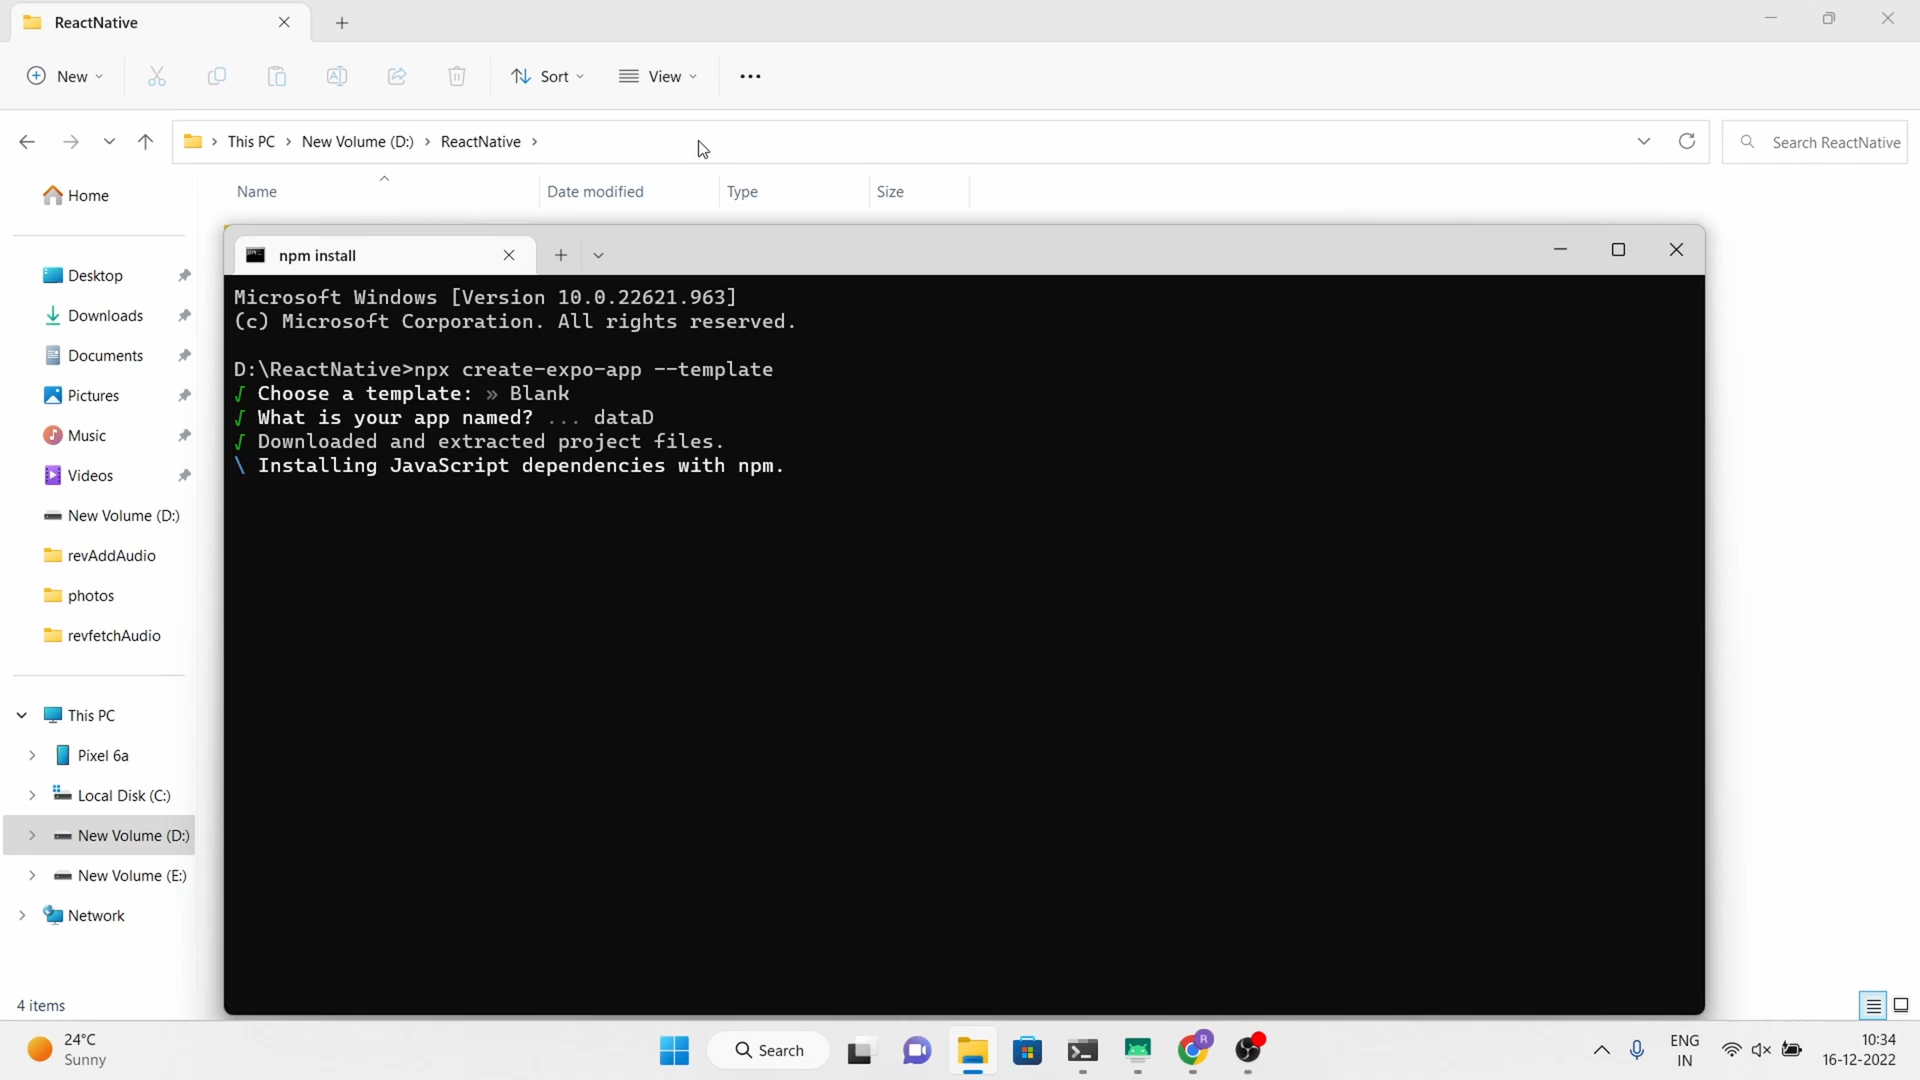 ReactNative
New
Sort
View
This PC
New Volume (D:)
ReactNative
Search ReactNative
Name
Date modified
Type
Size
Home
Desktop
Downloads
Documents
Pictures
Music
Videos
New Volume (D:)
revAddAudio
photos
revfetchAudio
This PC
Pixel 6a
Local Disk (C:)
New Volume (D:)
New Volume (E:)
Network
4 items
npm install
Microsoft Windows [Version 10.0.22621.963]
(c) Microsoft Corporation. All rights reserved.
D:\ReactNative>npx create-expo-app --template
√ Choose a template: » Blank
√ What is your app named? ... dataD
√ Downloaded and extracted project files.
\ Installing JavaScript dependencies with npm.
24°C
Sunny
Search
R
ENG
IN
10:34
16-12-2022